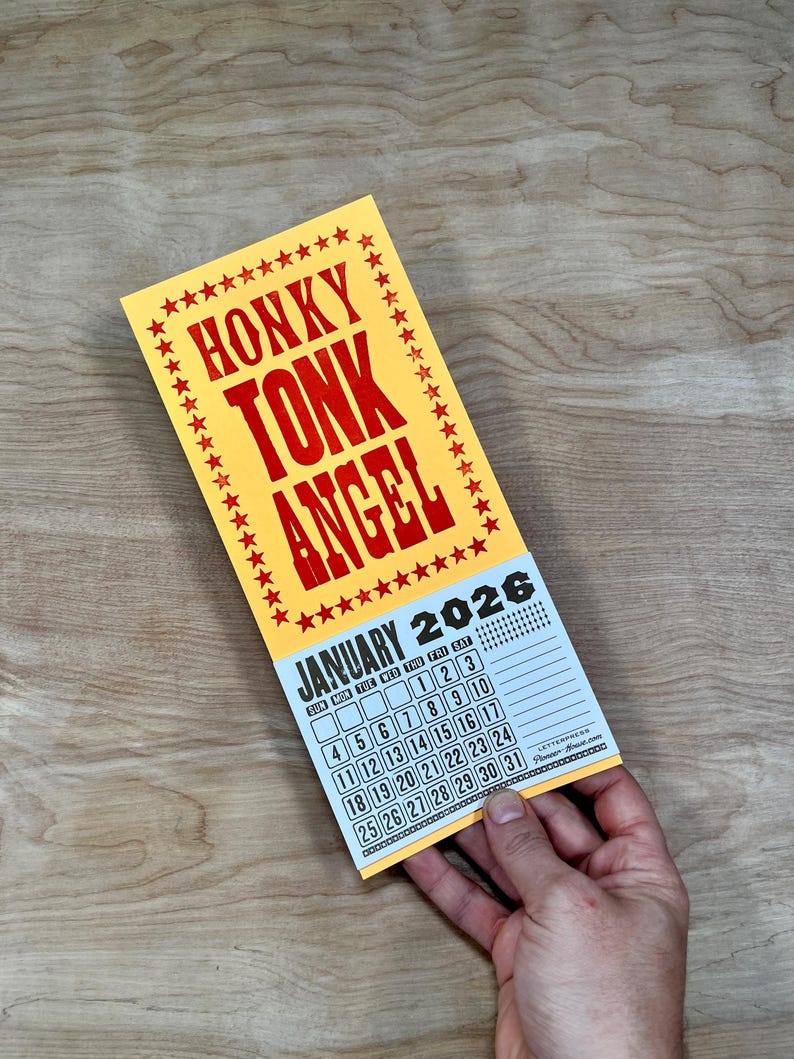 HONKY
TONK
ANGEL
JANUARY 2026
SUN MON TUE WED THU FRI SAT
1 2 3
4 5 6 7 8 9 10
11 12 13 14 15 16 17
18 19 20 21 22 23 24
25 26 27 28 29 30 31
LETTERPRESS
Pioneer-House.com